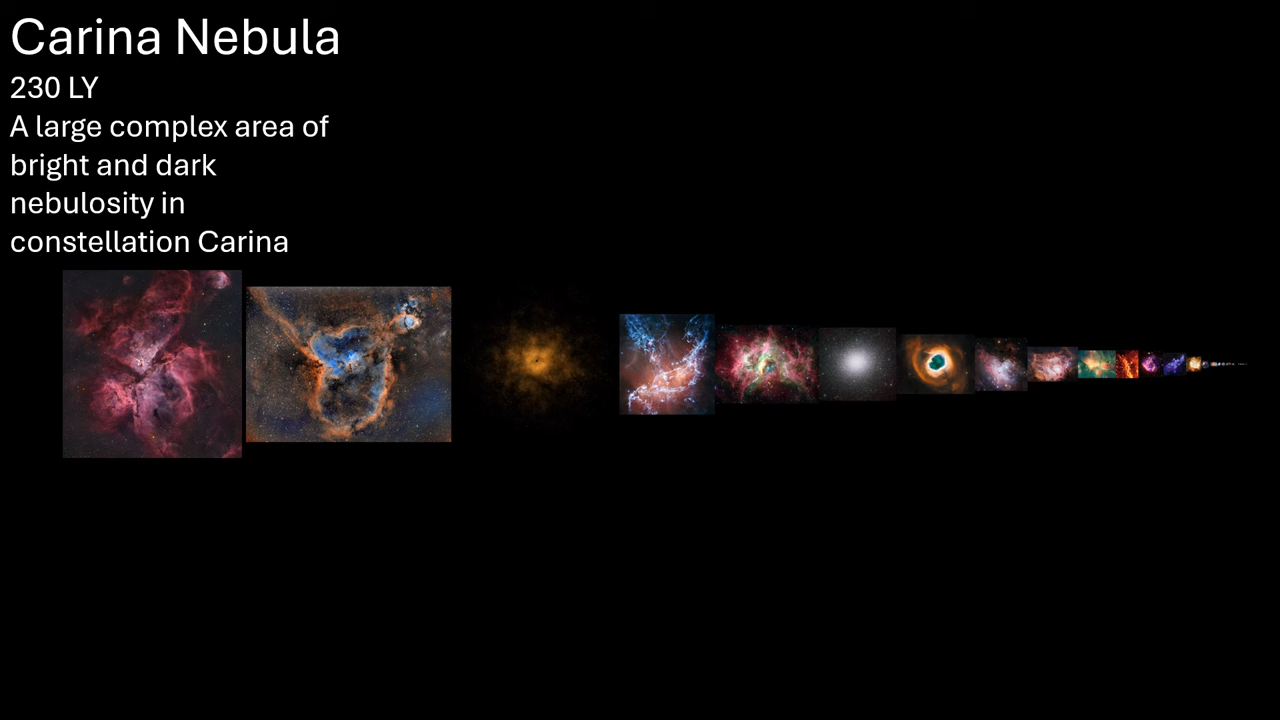 Carina Nebula
230 LY
A large complex area of
bright and dark
nebulosity in
constellation Carina